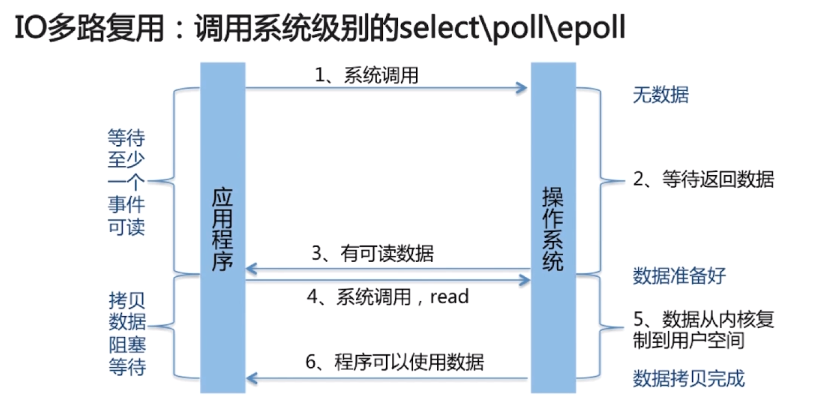 IO多路复用：调用系统级别的select\poll\epoll
1、系统调用
无数据
等待
至少
一个
事件
可读
2、等待返回数据
应用程序
操作系统
3、有可读数据
数据准备好
4、系统调用，read
拷贝
数据
阻塞
等待
5、数据从内核复
制到用户空间
6、程序可以使用数据
数据拷贝完成